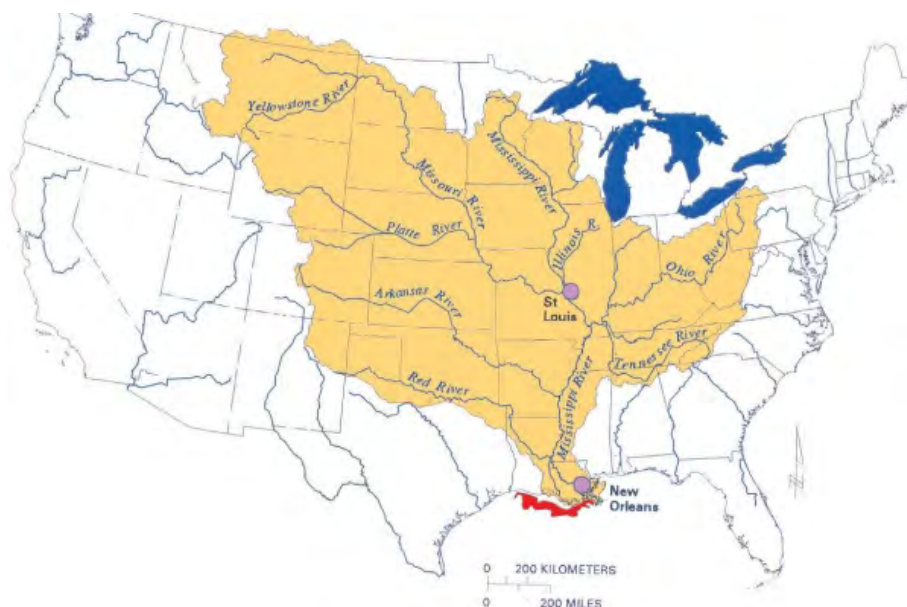 Yellowstone River
Mississippi River
Missouri River
Platte River
Illinois R.
Ohio River
St
Louis
Arkansas River
Tennessee River
Red River
Mississippi River
New
Orleans
0 200 KILOMETERS
0 200 MILES